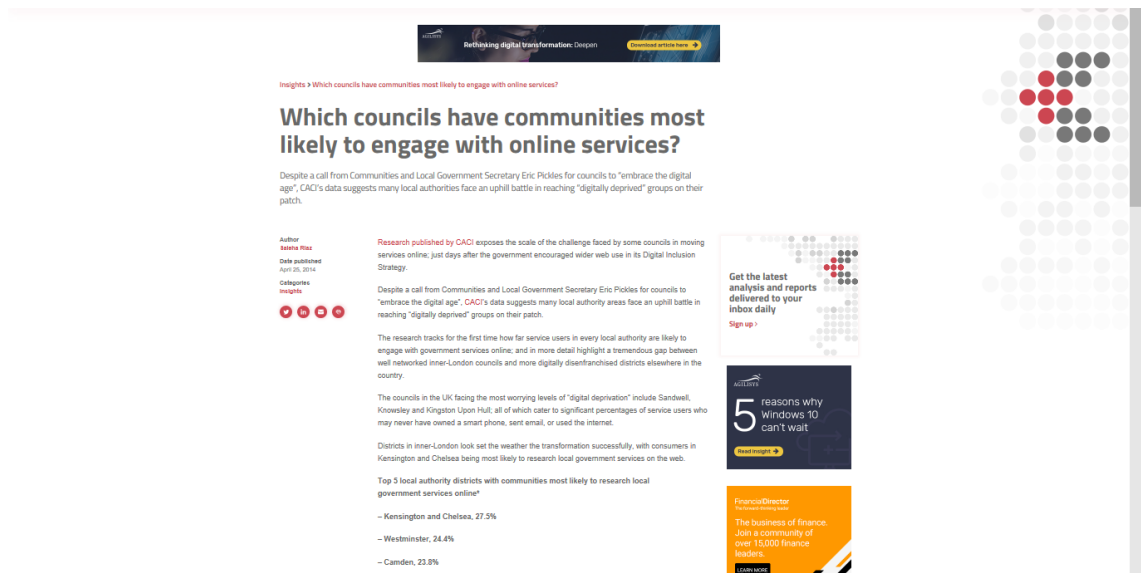 AGILISYS
Rethinking digital transformation: Deepen
Download article here
Insights > Which councils have communities most likely to engage with online services?
Which councils have communities most
likely to engage with online services?
Despite a call from Communities and Local Government Secretary Eric Pickles for councils to "embrace the digital
age", CACI's data suggests many local authorities face an uphill battle in reaching "digitally deprived" groups on their
patch.
Author
Saleha Riaz
Date published
April 25, 2014
Categories
Insights
Research published by CACI exposes the scale of the challenge faced by some councils in moving
services online; just days after the government encouraged wider web use in its Digital Inclusion
Strategy.
Despite a call from Communities and Local Government Secretary Eric Pickles for councils to
"embrace the digital age", CACI's data suggests many local authority areas face an uphill battle in
reaching "digitally deprived" groups on their patch.
The research tracks for the first time how far service users in every local authority are likely to
engage with government services online; and in more detail highlight a tremendous gap between
well networked inner-London councils and more digitally disenfranchised districts elsewhere in the
country.
The councils in the UK facing the most worrying levels of "digital deprivation" include Sandwell,
Knowsley and Kingston Upon Hull; all of which cater to significant percentages of service users who
may never have owned a smart phone, sent email, or used the internet.
Districts in inner-London look set the weather the transformation successfully, with consumers in
Kensington and Chelsea being most likely to research local government services on the web.
Top 5 local authority districts with communities most likely to research local
government services online*
– Kensington and Chelsea, 27.5%
– Westminster, 24.4%
– Camden, 23.8%
Get the latest
analysis and reports
delivered to your
inbox daily
Sign up >
AGILISYS
5 reasons why
Windows 10
can't wait
Read insight
FinancialDirector
The business of finance.
Join a community of
over 15,000 finance
leaders.
LEARN MORE